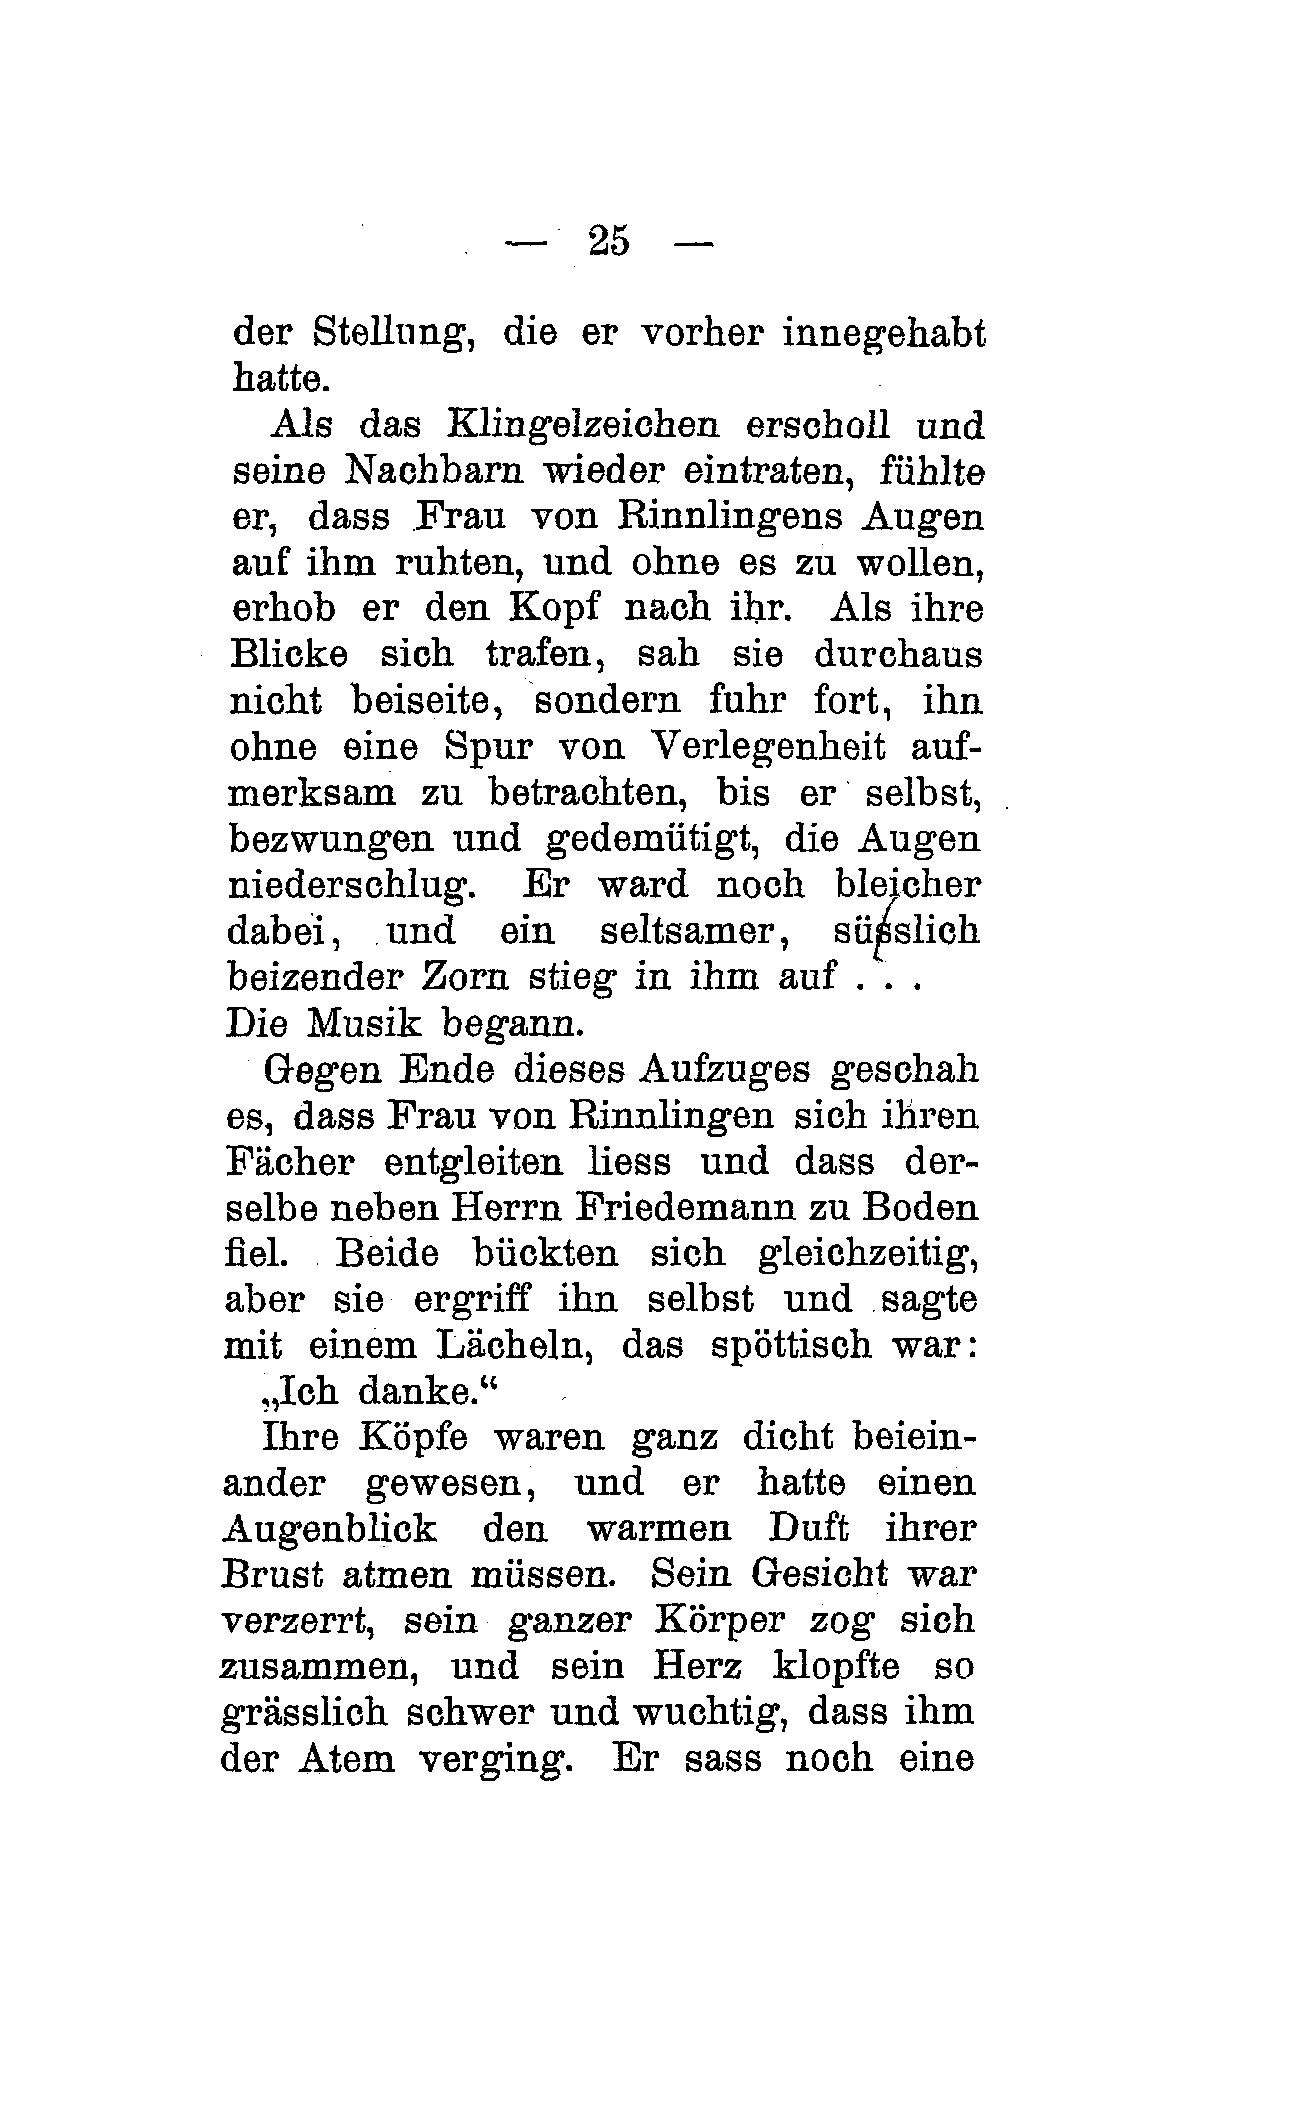 — 25 —
der Stellung, die er vorher innegehabt
hatte.
Als das Klingelzeichen erscholl und
seine Nachbarn wieder eintraten, fühlte
er, dass Frau von Rinnlingens Augen
auf ihm ruhten, und ohne es zu wollen,
erhob er den Kopf nach ihr. Als ihre
Blicke sich trafen, sah sie durchaus
nicht beiseite, sondern fuhr fort, ihn
ohne eine Spur von Verlegenheit auf-
merksam zu betrachten, bis er selbst,
bezwungen und gedemütigt, die Augen
niederschlug. Er ward noch bleicher
dabei, und ein seltsamer, süsslich
beizender Zorn stieg in ihm auf . . .
Die Musik begann.
Gegen Ende dieses Aufzuges geschah
es, dass Frau von Rinnlingen sich ihren
Fächer entgleiten liess und dass der-
selbe neben Herrn Friedemann zu Boden
fiel. Beide bückten sich gleichzeitig,
aber sie ergriff ihn selbst und sagte
mit einem Lächeln, das spöttisch war:
„Ich danke.“
Ihre Köpfe waren ganz dicht beiein-
ander gewesen, und er hatte einen
Augenblick den warmen Duft ihrer
Brust atmen müssen. Sein Gesicht war
verzerrt, sein ganzer Körper zog sich
zusammen, und sein Herz klopfte so
grässlich schwer und wuchtig, dass ihm
der Atem verging. Er sass noch eine